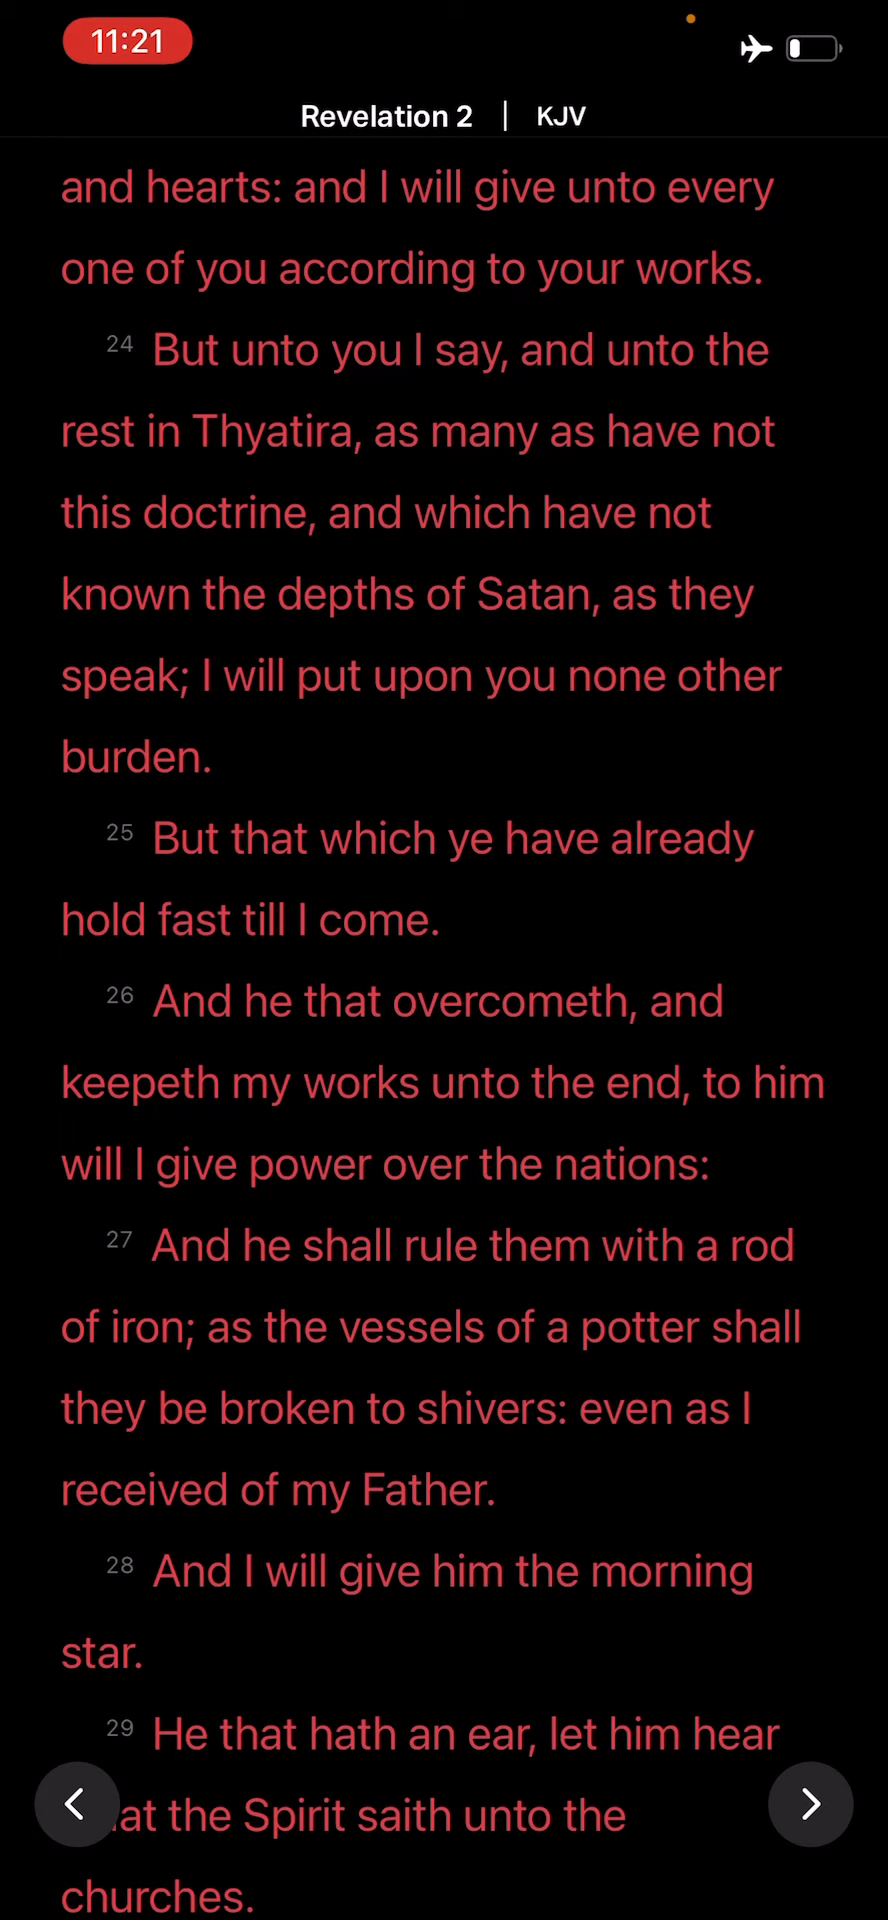 11:21
Revelation 2 | KJV
and hearts: and I will give unto every
one of you according to your works.
24 But unto you I say, and unto the
rest in Thyatira, as many as have not
this doctrine, and which have not
known the depths of Satan, as they
speak; I will put upon you none other
burden.
25 But that which ye have already
hold fast till I come.
26 And he that overcometh, and
keepeth my works unto the end, to him
will I give power over the nations:
27 And he shall rule them with a rod
of iron; as the vessels of a potter shall
they be broken to shivers: even as I
received of my Father.
28 And I will give him the morning
star.
29 He that hath an ear, let him hear
the Spirit saith unto the
churches.